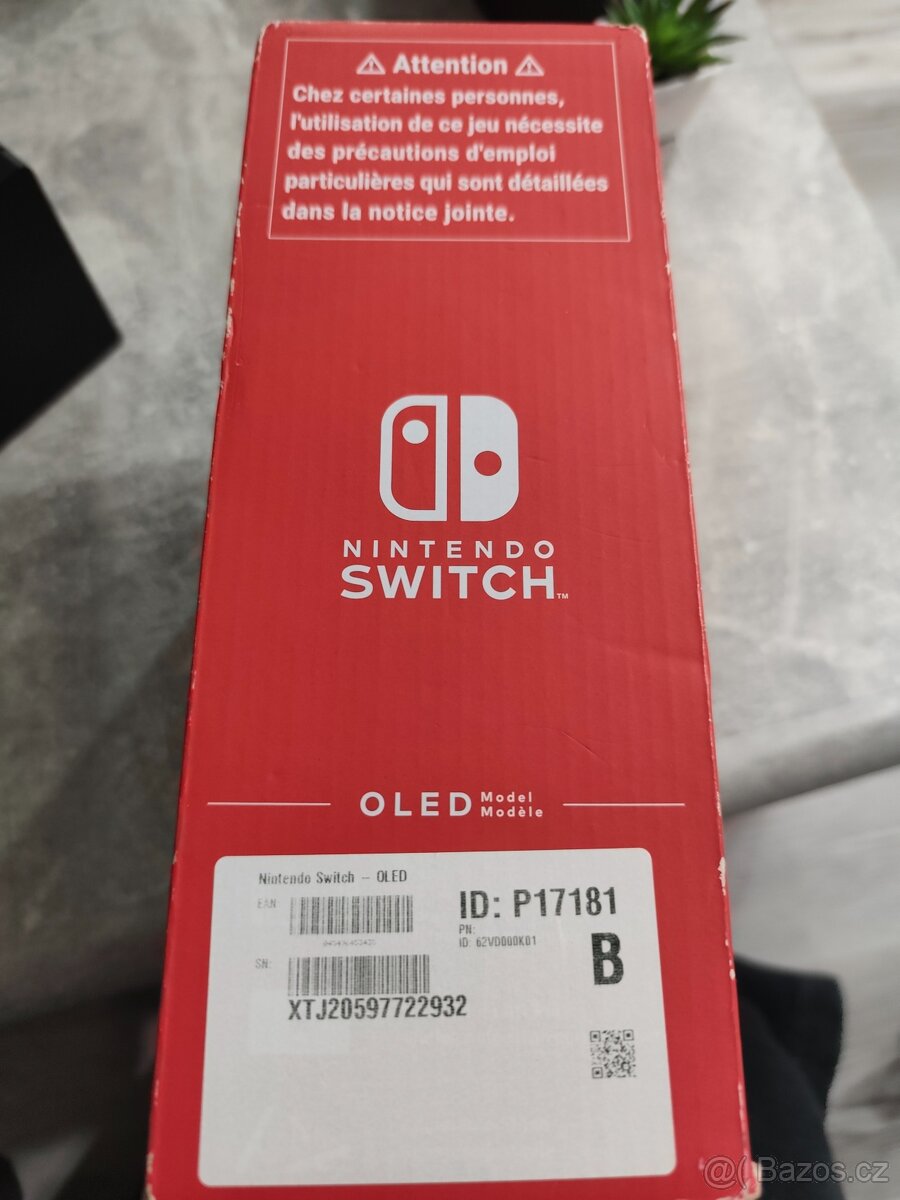 ⚠ Attention ⚠
Chez certaines personnes,
l'utilisation de ce jeu nécessite
des précautions d'emploi
particulières qui sont détaillées
dans la notice jointe.
NINTENDO
SWITCH™
OLED Model
Modèle
Nintendo Switch – OLED
EAN
ID: P17181
PN:
ID: 62VD000K01
B
SN:
XTJ20597722932
@( Bazos.cz